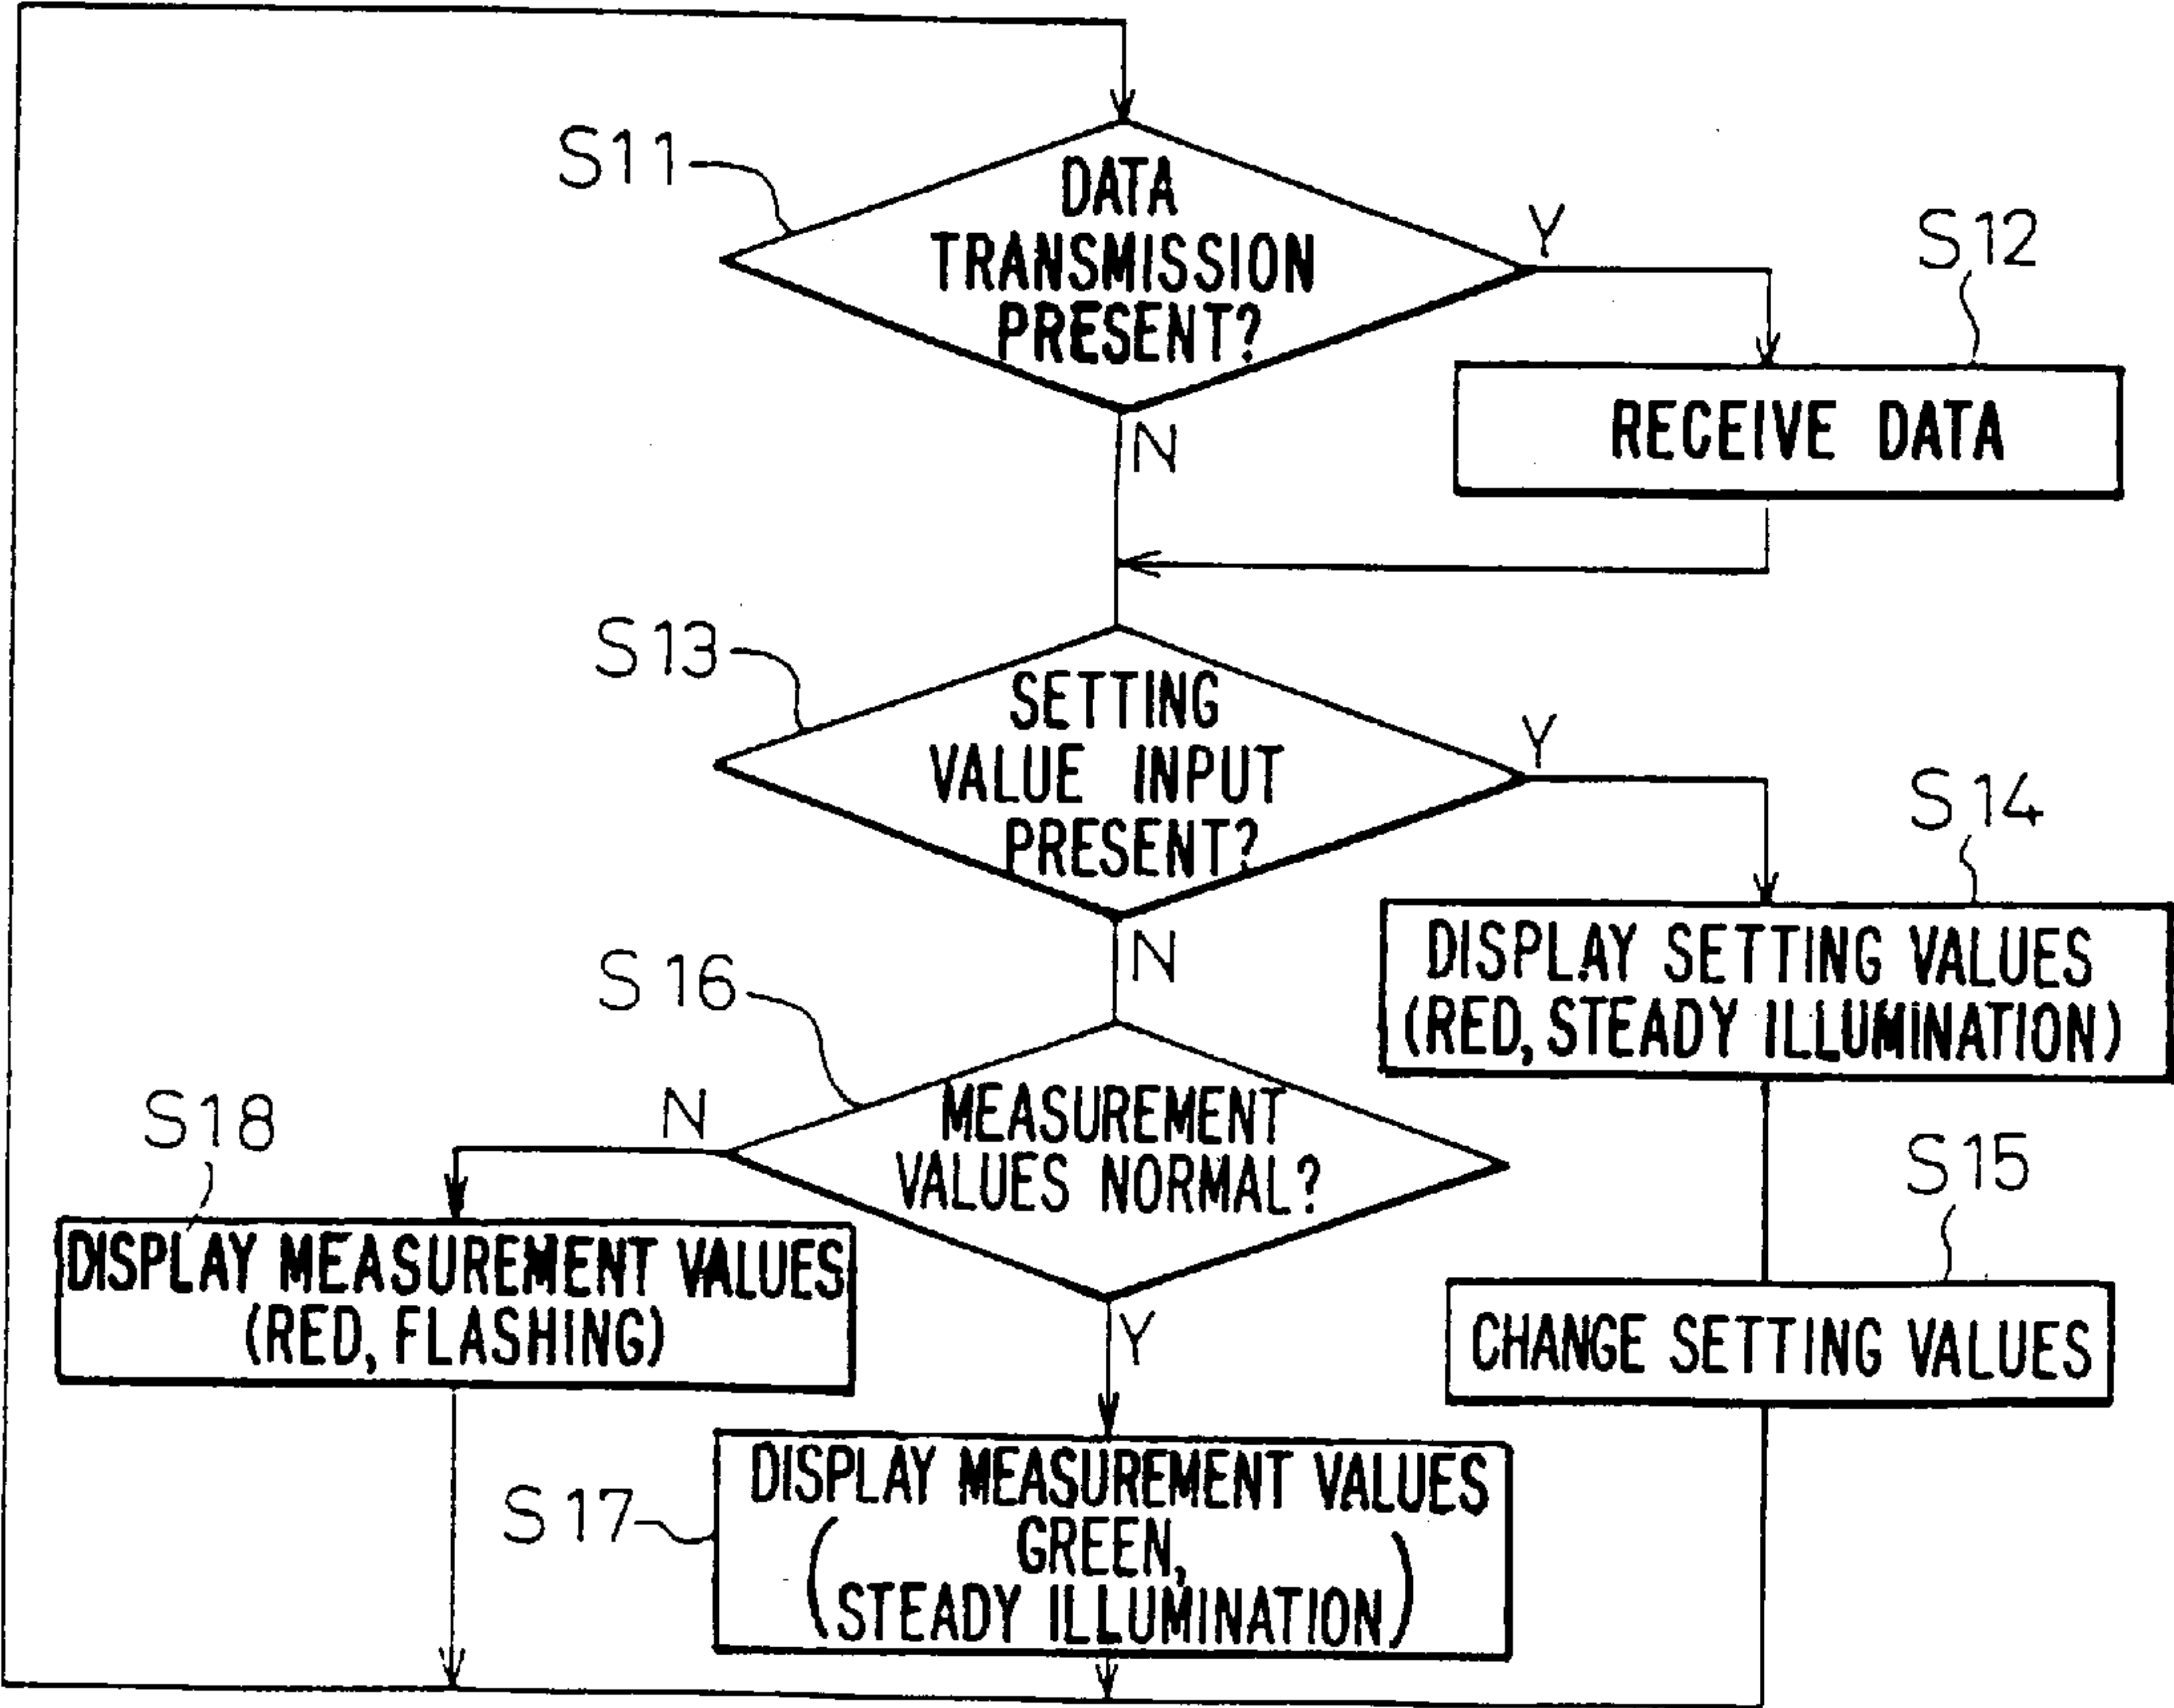 S11
DATA
TRANSMISSION
PRESENT?
Y
S12
RECEIVE DATA
N
S13
SETTING
VALUE INPUT
PRESENT?
Y
S14
DISPLAY SETTING VALUES
(RED, STEADY ILLUMINATION)
N
S16
MEASUREMENT
VALUES NORMAL?
N
S18
DISPLAY MEASUREMENT VALUES
(RED, FLASHING)
S15
CHANGE SETTING VALUES
Y
S17
DISPLAY MEASUREMENT VALUES
(GREEN,
STEADY ILLUMINATION)